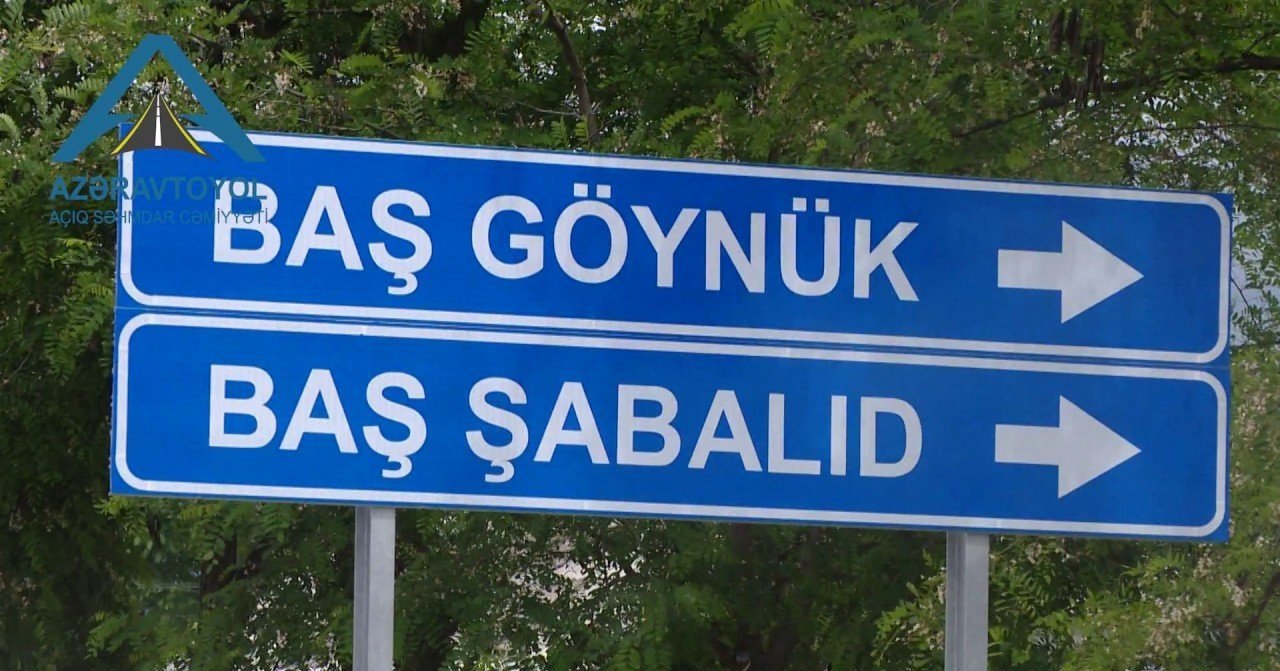 AZƏRAVTOYOL
AÇIQ SƏHMDAR CƏMİYYƏTİ
BAŞ GÖYNÜK
BAŞ ŞABALID